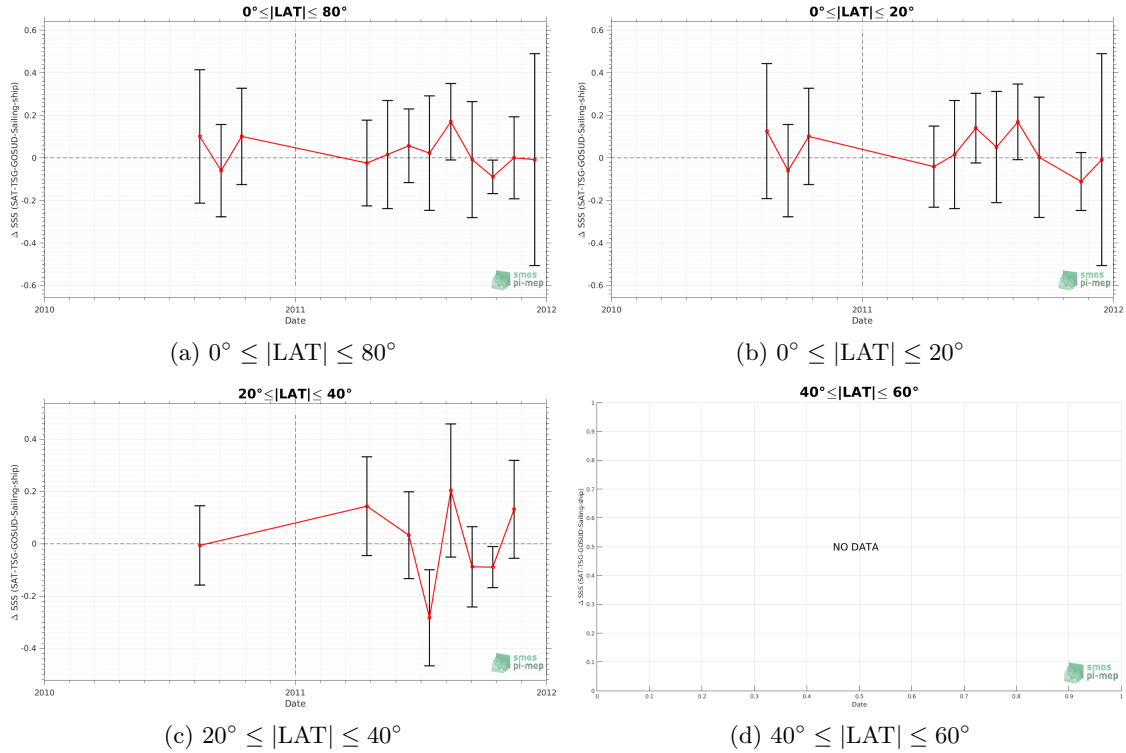 0°≤|LAT|≤ 80°
0.6
0.4
0.2
0
-0.2
-0.4
-0.6
Δ SSS (SAT-TSG-GOSUD-Sailing-ship)
2010
2011
2012
Date
smos
pi-mep
(a) 0° ≤ |LAT| ≤ 80°
0°≤|LAT|≤ 20°
0.6
0.4
0.2
0
-0.2
-0.4
-0.6
Δ SSS (SAT-TSG-GOSUD-Sailing-ship)
2010
2011
2012
Date
smos
pi-mep
(b) 0° ≤ |LAT| ≤ 20°
20°≤|LAT|≤ 40°
0.4
0.2
0
-0.2
-0.4
Δ SSS (SAT-TSG-GOSUD-Sailing-ship)
2010
2011
2012
Date
smos
pi-mep
(c) 20° ≤ |LAT| ≤ 40°
40°≤|LAT|≤ 60°
1
0.9
0.8
0.7
0.6
0.5
0.4
0.3
0.2
0.1
0
Δ SSS (SAT-TSG-GOSUD-Sailing-ship)
NO DATA
0
0.1
0.2
0.3
0.4
0.5
0.6
0.7
0.8
0.9
1
Date
smos
pi-mep
(d) 40° ≤ |LAT| ≤ 60°